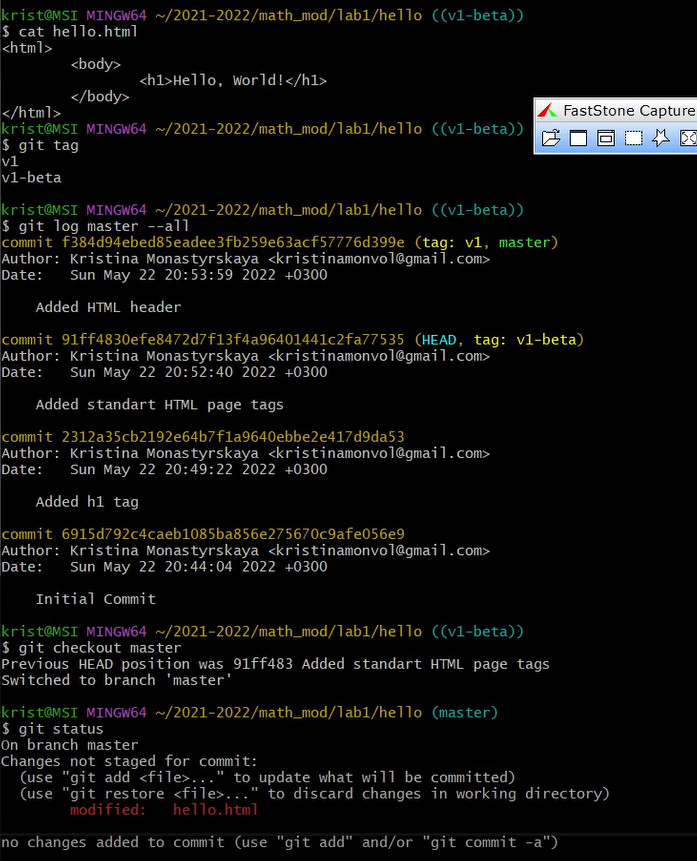 krist@MSI MINGW64 ~/2021-2022/math_mod/lab1/hello ((v1-beta))
$ cat hello.html
<html>
        <body>
                <h1>Hello, World!</h1>
        </body>
</html>
krist@MSI MINGW64 ~/2021-2022/math_mod/lab1/hello ((v1-beta))
FastStone Capture
$ git tag
v1
v1-beta
krist@MSI MINGW64 ~/2021-2022/math_mod/lab1/hello ((v1-beta))
$ git log master --all
commit f384d94ebed85eadee3fb259e63acf57776d399e (tag: v1, master)
Author: Kristina Monastyrskaya <kristinamonvol@gmail.com>
Date:   Sun May 22 20:53:59 2022 +0300
    Added HTML header
commit 91ff4830efe8472d7f13f4a96401441c2fa77535 (HEAD, tag: v1-beta)
Author: Kristina Monastyrskaya <kristinamonvol@gmail.com>
Date:   Sun May 22 20:52:40 2022 +0300
    Added standart HTML page tags
commit 2312a35cb2192e64b7f1a9640ebbe2e417d9da53
Author: Kristina Monastyrskaya <kristinamonvol@gmail.com>
Date:   Sun May 22 20:49:22 2022 +0300
    Added h1 tag
commit 6915d792c4caeb1085ba856e275670c9afe056e9
Author: Kristina Monastyrskaya <kristinamonvol@gmail.com>
Date:   Sun May 22 20:44:04 2022 +0300
    Initial Commit
krist@MSI MINGW64 ~/2021-2022/math_mod/lab1/hello ((v1-beta))
$ git checkout master
Previous HEAD position was 91ff483 Added standart HTML page tags
Switched to branch 'master'
krist@MSI MINGW64 ~/2021-2022/math_mod/lab1/hello (master)
$ git status
On branch master
Changes not staged for commit:
  (use "git add <file>..." to update what will be committed)
  (use "git restore <file>..." to discard changes in working directory)
        modified:   hello.html
no changes added to commit (use "git add" and/or "git commit -a")